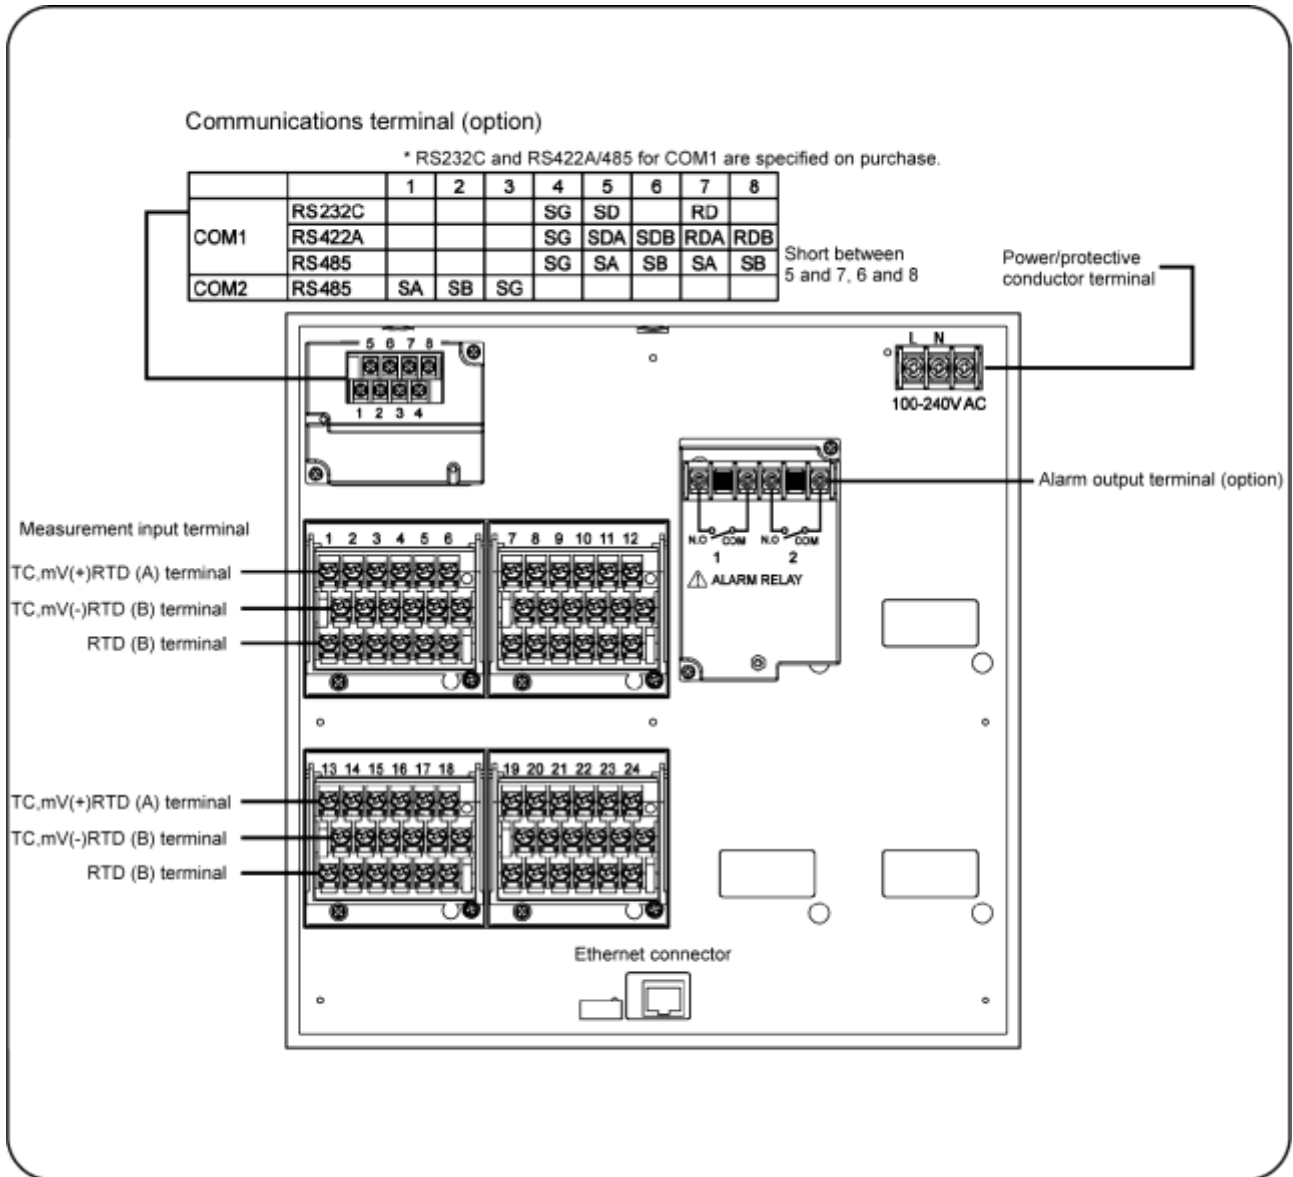 Communications terminal (option)
* RS232C and RS422A/485 for COM1 are specified on purchase.
1 2 3 4 5 6 7 8
RS232C SG SD RD
COM1 RS422A SG SDA SDB RDA RDB
RS485 SG SA SB SA SB
COM2 RS485 SA SB SG
Short between
5 and 7, 6 and 8
Power/protective
conductor terminal
5 6 7 8
1 2 3 4
L N
100-240V AC
Alarm output terminal (option)
N.O COM N.O COM
1 2
ALARM RELAY
Measurement input terminal
1 2 3 4 5 6 7 8 9 10 11 12
TC,mV(+)RTD (A) terminal
TC,mV(-)RTD (B) terminal
RTD (B) terminal
13 14 15 16 17 18 19 20 21 22 23 24
TC,mV(+)RTD (A) terminal
TC,mV(-)RTD (B) terminal
RTD (B) terminal
Ethernet connector